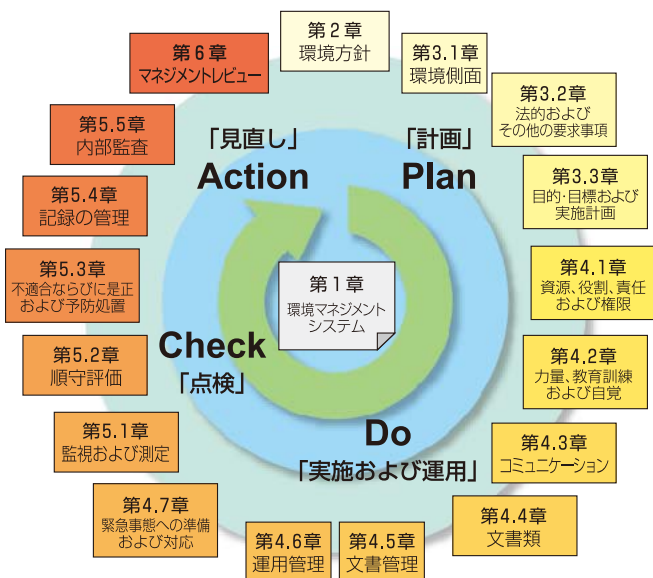 第2章
環境方針
第3.1章
環境側面
第3.2章
法的および
その他の要求事項
第3.3章
目的・目標および
実施計画
第4.1章
資源、役割、責任
および権限
第4.2章
力量、教育訓練
および自覚
第4.3章
コミュニケーション
第4.4章
文書類
第4.5章
文書管理
第4.6章
運用管理
第4.7章
緊急事態への準備
および対応
第5.1章
監視および測定
第5.2章
順守評価
第5.3章
不適合ならびに是正
および予防処置
第5.4章
記録の管理
第5.5章
内部監査
第6章
マネジメントレビュー
「計画」
Plan
Do
「実施および運用」
Check
「点検」
「見直し」
Action
第1章
環境マネジメント
システム